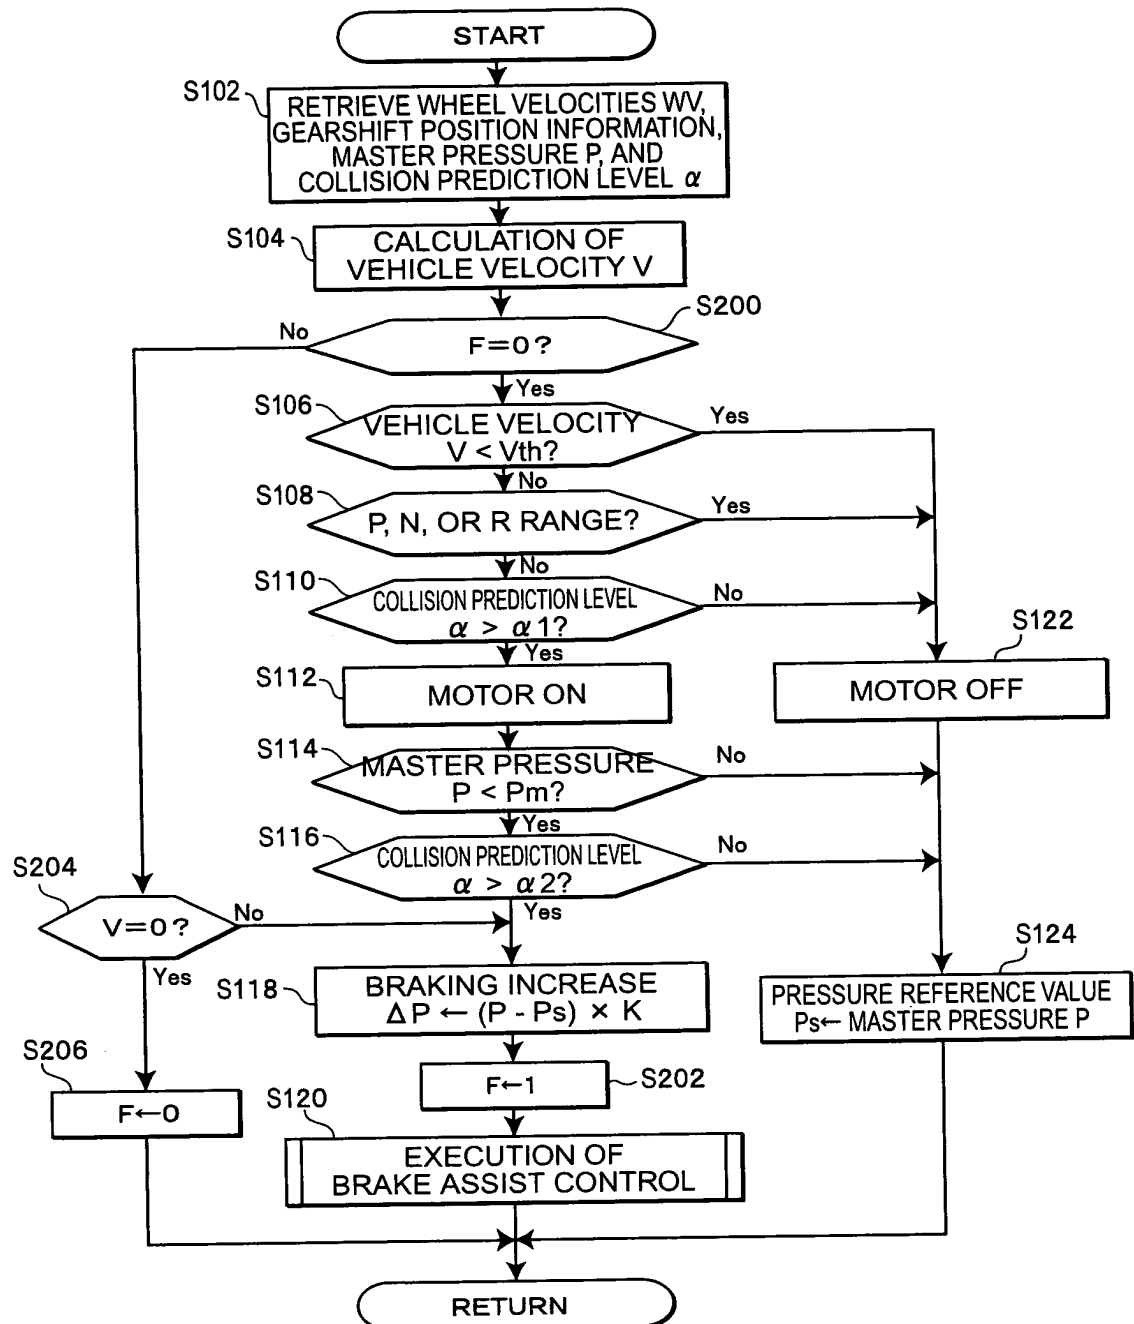 START
S102
RETRIEVE WHEEL VELOCITIES WV,
GEARSHIFT POSITION INFORMATION,
MASTER PRESSURE P, AND
COLLISION PREDICTION LEVEL α
S104
CALCULATION OF
VEHICLE VELOCITY V
S200
F=0?
No
Yes
S106
VEHICLE VELOCITY
V < Vth?
Yes
No
S108
P, N, OR R RANGE?
Yes
No
S110
COLLISION PREDICTION LEVEL
α > α1?
No
Yes
S112
MOTOR ON
S122
MOTOR OFF
S114
MASTER PRESSURE
P < Pm?
No
Yes
S116
COLLISION PREDICTION LEVEL
α > α2?
No
Yes
S204
V=0?
No
Yes
S118
BRAKING INCREASE
ΔP ← (P - Ps) × K
S124
PRESSURE REFERENCE VALUE
Ps← MASTER PRESSURE P
S206
F←0
F←1
S202
S120
EXECUTION OF
BRAKE ASSIST CONTROL
RETURN